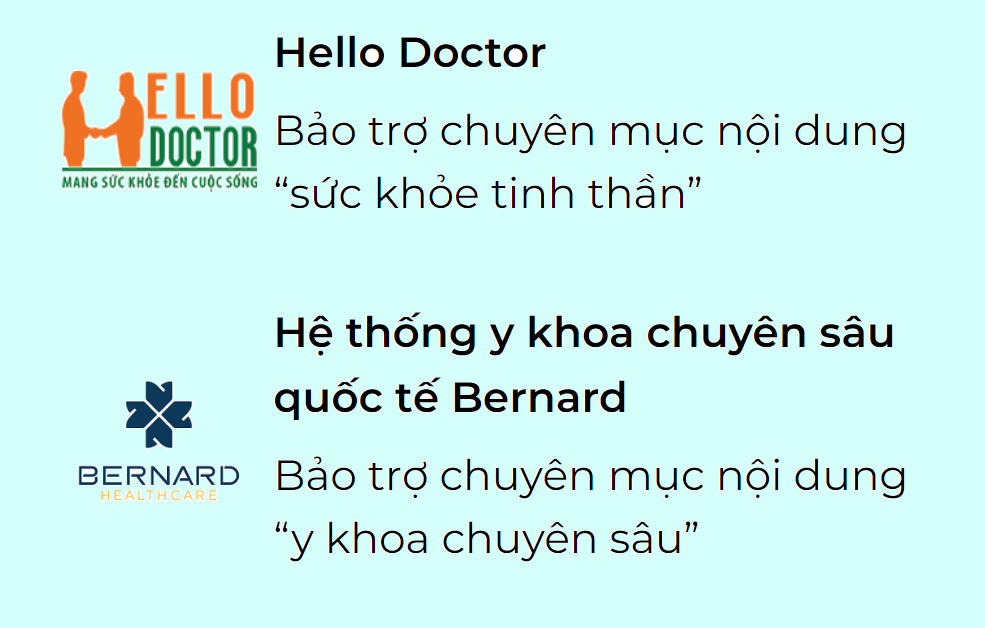 Hello Doctor
HELLO
DOCTOR
MANG SỨC KHỎE ĐẾN CUỘC SỐNG
Bảo trợ chuyên mục nội dung
“sức khỏe tinh thần”
Hệ thống y khoa chuyên sâu
quốc tế Bernard
BERNARD
HEALTHCARE
Bảo trợ chuyên mục nội dung
“y khoa chuyên sâu”